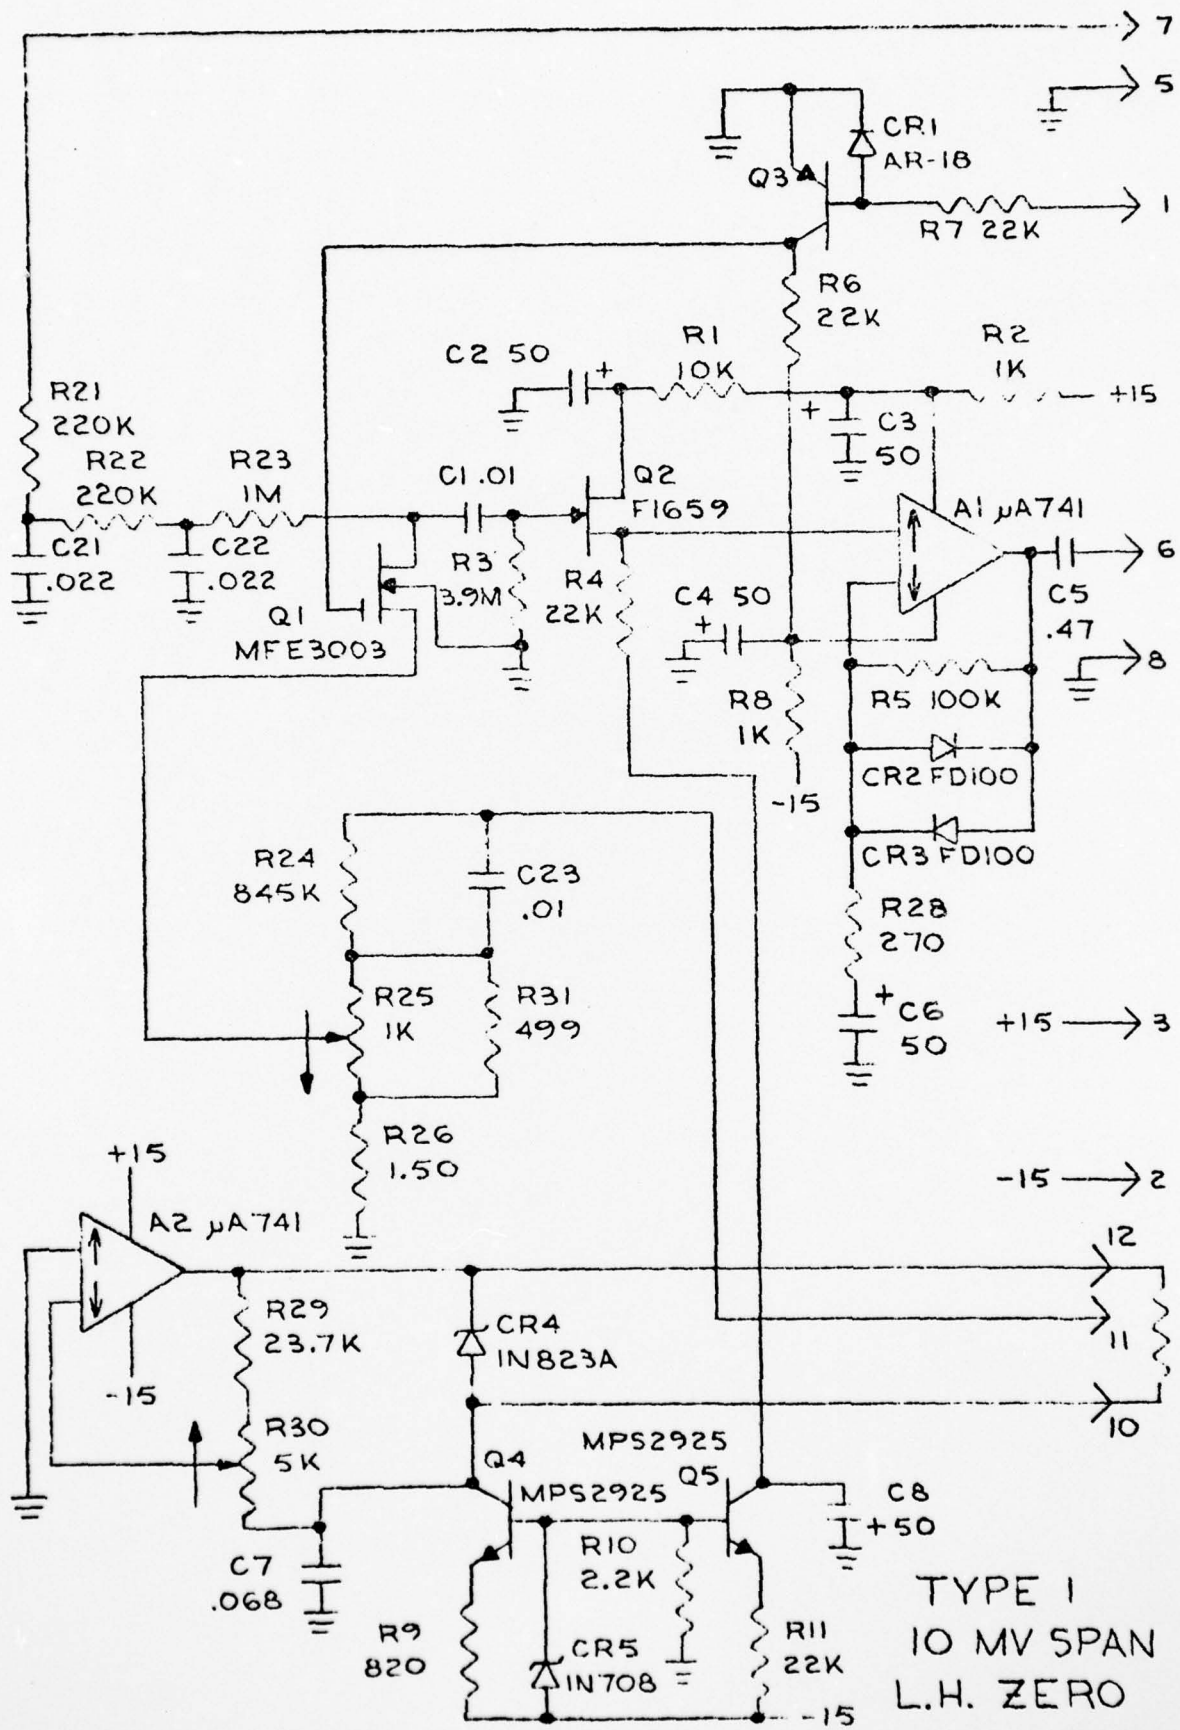 7
5
CR1
AR-18
Q3
1
R7 22K
R6
22K
R1
10K
R2
1K
C2 50
+
+15
+
C3
50
R21
220K
R22
220K
R23
1M
C1 .01
Q2
F1659
A1 µA741
C21
.022
C22
.022
R3
3.9M
R4
22K
C4 50
+
6
C5
.47
Q1
MFE3003
8
R5 100K
R8
1K
-15
CR2 FD100
CR3 FD100
R24
845K
C23
.01
R28
270
R25
1K
R31
499
+
C6
50
+15
3
R26
1.50
+15
-15
2
A2 µA741
12
R29
23.7K
CR4
1N823A
11
-15
R30
5K
10
MPS2925
Q4
Q5
MPS2925
C8
+50
R10
2.2K
C7
.068
TYPE 1
10 MV SPAN
L.H. ZERO
R9
820
CR5
1N708
R11
22K
-15